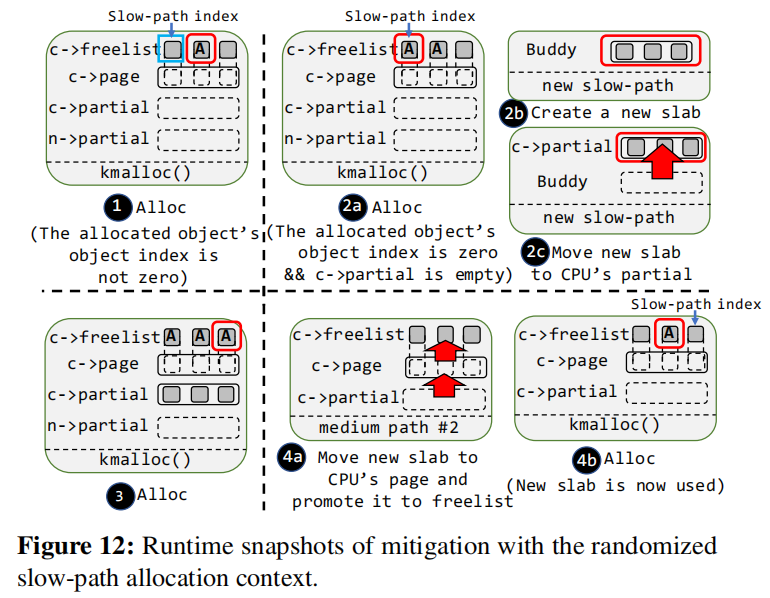 Slow-path index
c->freelist A
c->page
c->partial
n->partial
kmalloc()
1 Alloc
(The allocated object's
object index is
not zero)
Slow-path index
c->freelist A A
c->page
c->partial
n->partial
kmalloc()
2a Alloc
(The allocated object's
object index is zero
&& c->partial is empty)
Buddy
new slow-path
2b Create a new slab
c->partial
Buddy
new slow-path
2c Move new slab
to CPU's partial
c->freelist A A A
c->page
c->partial
n->partial
kmalloc()
3 Alloc
c->freelist
c->page
c->partial
medium path #2
4a Move new slab to
CPU's page and
promote it to freelist
Slow-path index
c->freelist A
c->page
c->partial
kmalloc()
4b Alloc
(New slab is now used)
Figure 12: Runtime snapshots of mitigation with the randomized
slow-path allocation context.